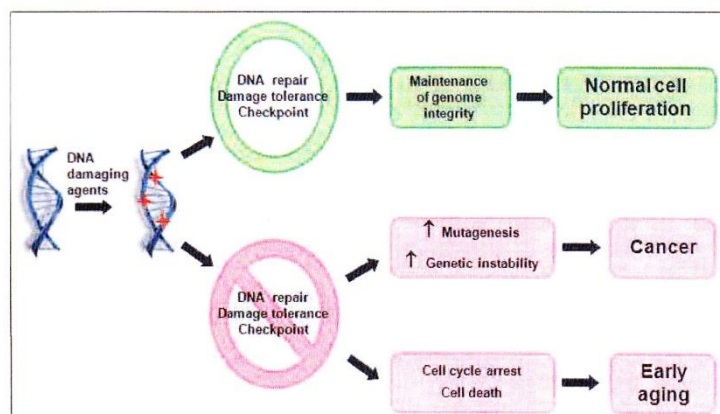 DNA
damaging
agents
DNA repair
Damage tolerance
Checkpoint
Maintenance
of genome
integrity
Normal cell
proliferation
DNA repair
Damage tolerance
Checkpoint
↑ Mutagenesis
↑ Genetic instability
Cancer
Cell cycle arrest
Cell death
Early
aging